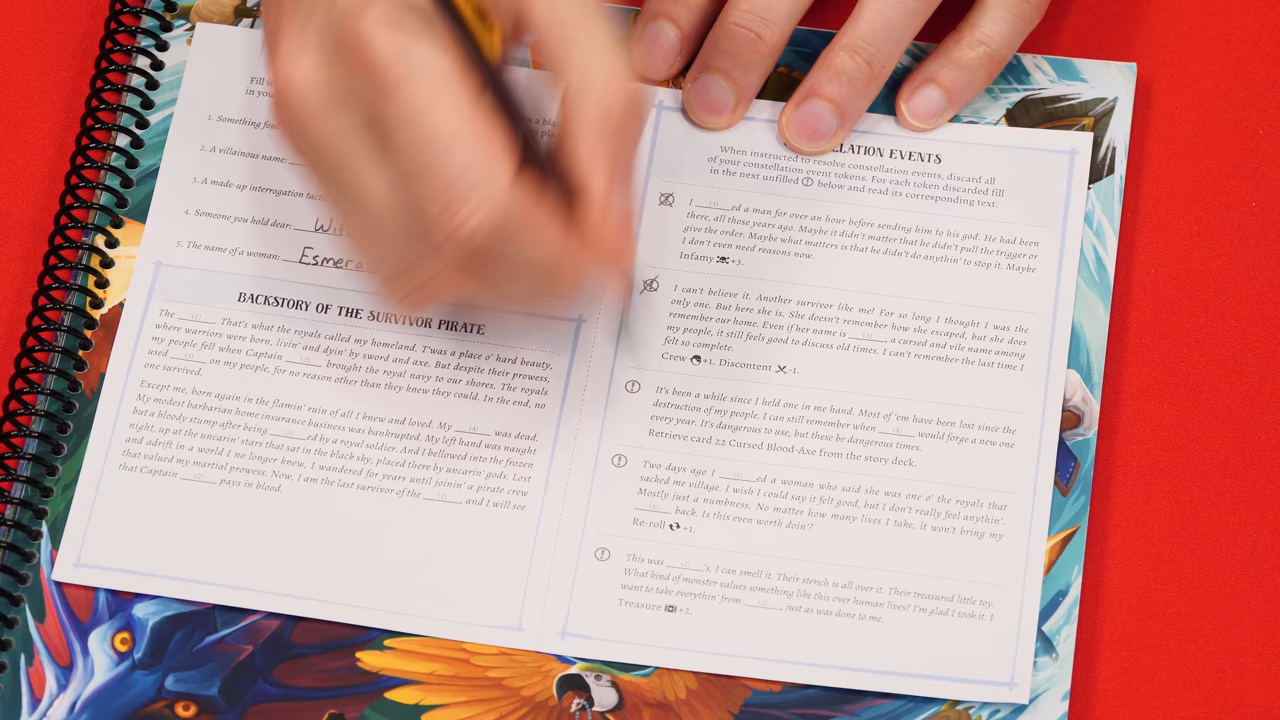 Fill
in your
1. Something fou
2. A villainous name:
3. A made-up interrogation tact
4. Someone you hold dear: Wit
5. The name of a woman: Esmeral
BACKSTORY OF THE SURVIVOR PIRATE
The (1). That's what the royals called my homeland. T'was a place o' hard beauty,
where warriors were born, livin' and dyin' by sword and axe. But despite their prowess,
my people fell when Captain (2) brought the royal navy to our shores. The royals
used (3) on my people, for no reason other than they knew they could. In the end, no
one survived.
Except me, born again in the flamin' ruin of all I knew and loved. My (4) was dead.
My modest barbarian home insurance business was bankrupted. My left hand was naught
but a bloody stump after being (3)ed by a royal soldier. And I bellowed into the frozen
night, up at the uncarin' stars that sat in the black sky, placed there by uncarin' gods. Lost
and adrift in a world I no longer knew, I wandered for years until joinin' a pirate crew
that valued my martial prowess. Now, I am the last survivor of the (1) and I will see
that Captain (2) pays in blood.
LATION EVENTS
When instructed to resolve constellation events, discard all
of your constellation event tokens. For each token discarded fill
in the next unfilled ! below and read its corresponding text.
I (3)ed a man for over an hour before sending him to his god. He had been
there, all those years ago. Maybe it didn't matter that he didn't pull the trigger or
give the order. Maybe what matters is that he didn't do anythin' to stop it. Maybe
I don't even need reasons now.
Infamy +3.
I can't believe it. Another survivor like me! For so long I thought I was the
only one. But here she is. She doesn't remember how she escaped, but she does
remember our home. Even if her name is (5), a cursed and vile name among
my people, it still feels good to discuss old times. I can't remember the last time I
felt so complete.
Crew +1. Discontent -1.
It's been a while since I held one in me hand. Most of 'em have been lost since the
destruction of my people. I can still remember when (4) would forge a new one
every year. It's dangerous to use, but these be dangerous times.
Retrieve card 22 Cursed Blood-Axe from the story deck.
Two days ago I (3)ed a woman who said she was one o' the royals that
sacked me village. I wish I could say it felt good, but I don't really feel anythin'.
Mostly just a numbness. No matter how many lives I take, it won't bring my
(4) back. Is this even worth doin'?
Re-roll +1.
This was (2)'s, I can smell it. Their stench is all over it. Their treasured little toy.
What kind of monster values something like this over human lives? I'm glad I took it. I
want to take everythin' from (2) just as was done to me.
Treasure +2.